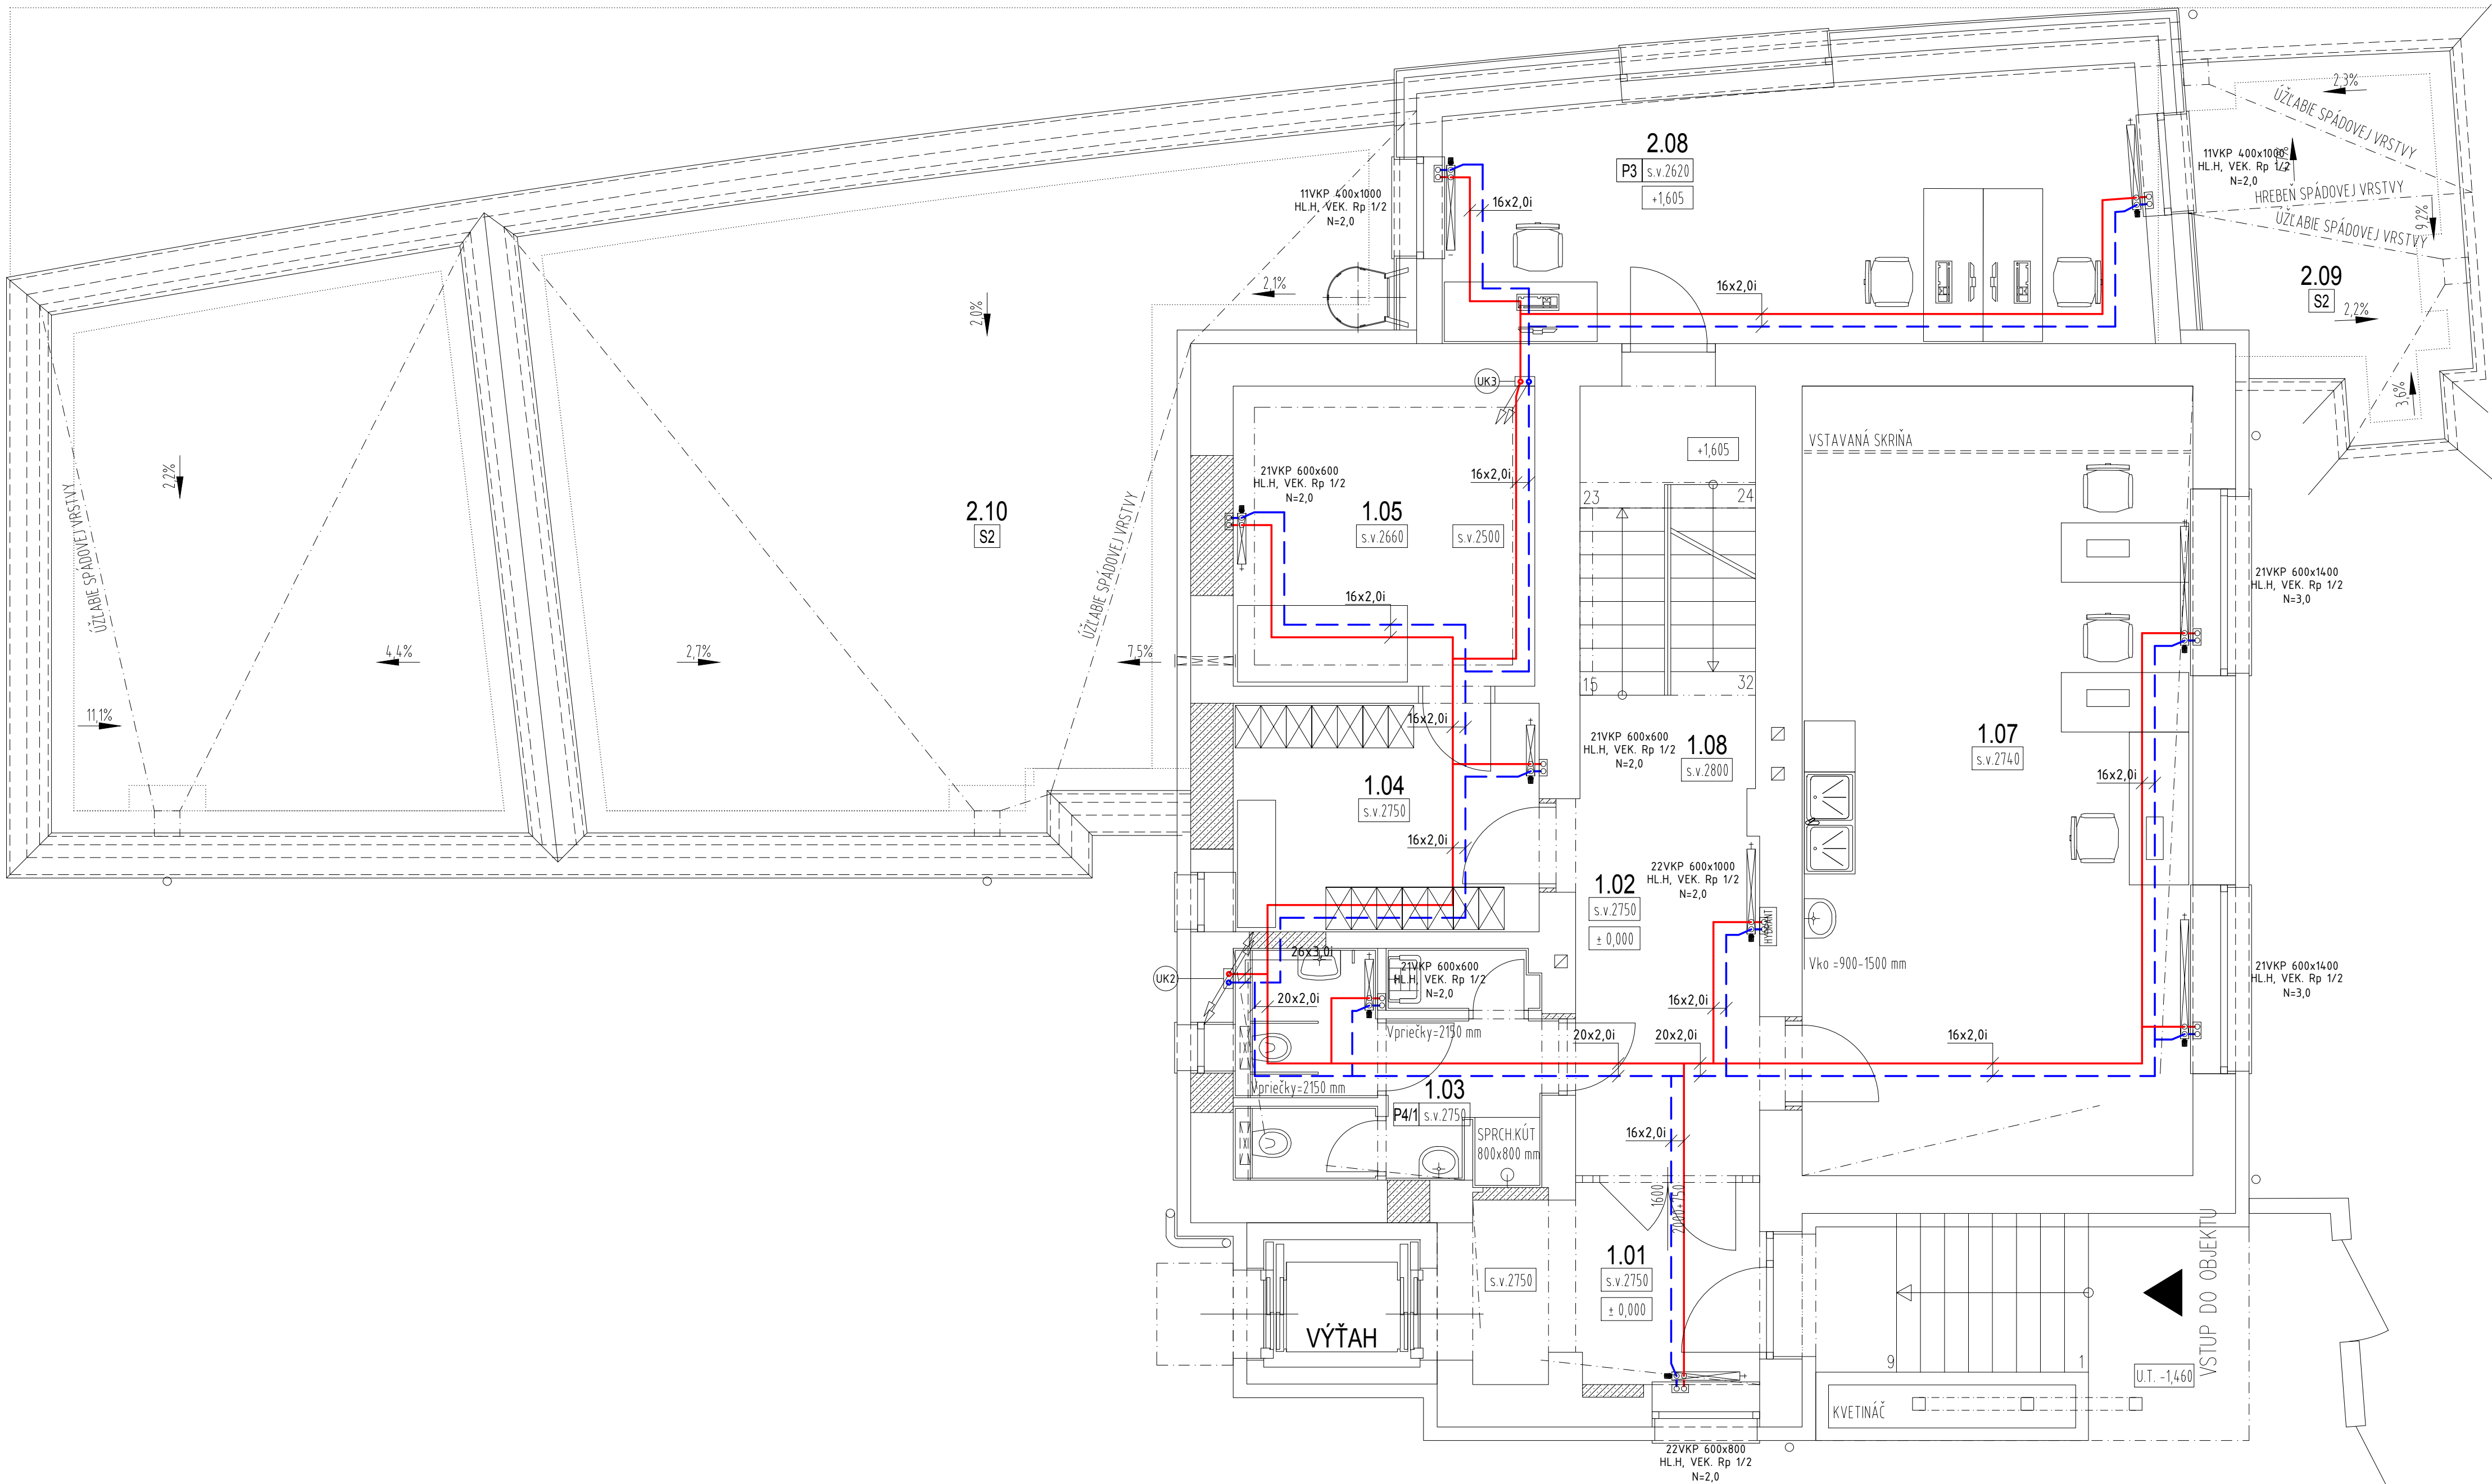 2,3%
ÚŽĽABIE SPÁDOVEJ VRSTVY
2.08
P3 s.v.2620
+1,605
11VKP 400x1000
HL.H, VEK. Rp 1/2
N=2,0
HREBEŇ SPÁDOVEJ VRSTVY
ÚŽĽABIE SPÁDOVEJ VRSTVY
9,2%
11VKP 400x1000
HL.H, VEK. Rp 1/2
N=2,0
16x2,0i
2.09
S2
2,2%
3,6%
2,1%
2,0%
16x2,0i
UK3
VSTAVANÁ SKRIŇA
+1,605
2,2%
ÚŽĽABIE SPÁDOVEJ VRSTVY
2.10
S2
ÚŽĽABIE SPÁDOVEJ VRSTVY
21VKP 600x600
HL.H, VEK. Rp 1/2
N=2,0
1.05
s.v.2660
s.v.2500
16x2,0i
23
24
16x2,0i
21VKP 600x1400
HL.H, VEK. Rp 1/2
N=3,0
4,4%
2,7%
7,5%
11,1%
15
32
16x2,0i
21VKP 600x600
HL.H, VEK. Rp 1/2
N=2,0
1.08
s.v.2800
1.07
s.v.2740
16x2,0i
1.04
s.v.2750
16x2,0i
1.02
s.v.2750
± 0,000
22VKP 600x1000
HL.H, VEK. Rp 1/2
N=2,0
HYDRANT
Vko =900-1500 mm
UK2
26x3,0i
20x2,0i
21VKP 600x600
HL.H, VEK. Rp 1/2
N=2,0
21VKP 600x1400
HL.H, VEK. Rp 1/2
N=3,0
16x2,0i
Vpriečky=2150 mm
20x2,0i
20x2,0i
16x2,0i
Vpriečky=2150 mm
1.03
P4/1 s.v.2750
SPRCH.KÚT
800x800 mm
16x2,0i
1600
2000+750
1.01
s.v.2750
± 0,000
s.v.2750
VÝŤAH
9
1
U.T. -1,460
VSTUP DO OBJEKTU
KVETINÁČ
22VKP 600x800
HL.H, VEK. Rp 1/2
N=2,0